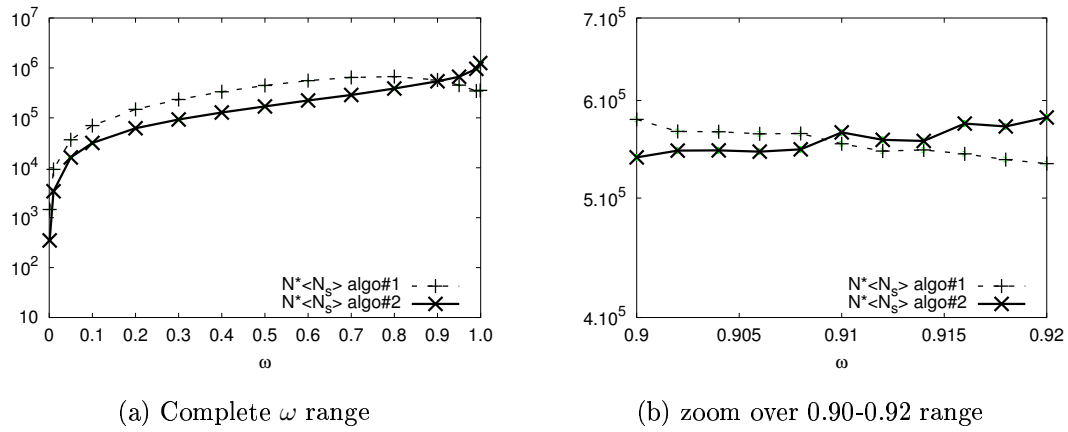 10^7
10^6
10^5
10^4
10^3
10^2
10
0 0.1 0.2 0.3 0.4 0.5 0.6 0.7 0.8 0.9 1.0
ω
N*<N_s> algo#1
N*<N_s> algo#2
(a) Complete ω range
7.10^5
6.10^5
5.10^5
4.10^5
0.9 0.905 0.91 0.915 0.92
ω
N*<N_s> algo#1
N*<N_s> algo#2
(b) zoom over 0.90-0.92 range